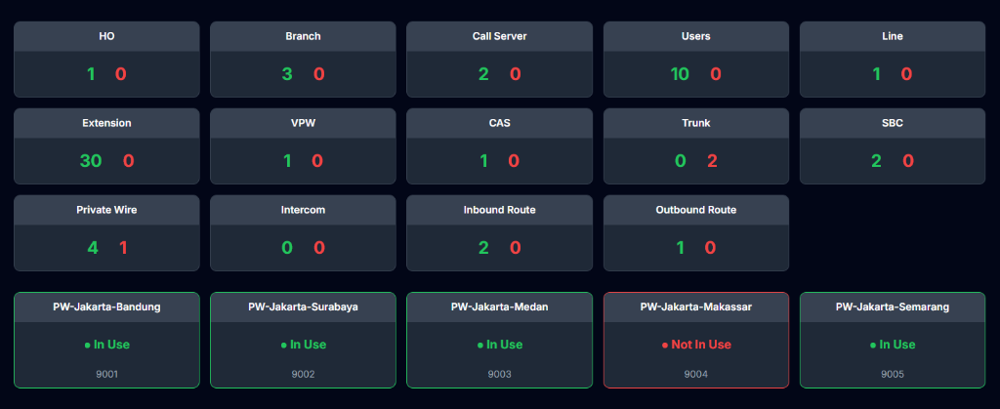 HO
Branch
Call Server
Users
Line
1 0
3 0
2 0
10 0
1 0
Extension
VPW
CAS
Trunk
SBC
30 0
1 0
1 0
0 2
2 0
Private Wire
Intercom
Inbound Route
Outbound Route
4 1
0 0
2 0
1 0
PW-Jakarta-Bandung
PW-Jakarta-Surabaya
PW-Jakarta-Medan
PW-Jakarta-Makassar
PW-Jakarta-Semarang
● In Use
● In Use
● In Use
● Not In Use
● In Use
9001
9002
9003
9004
9005